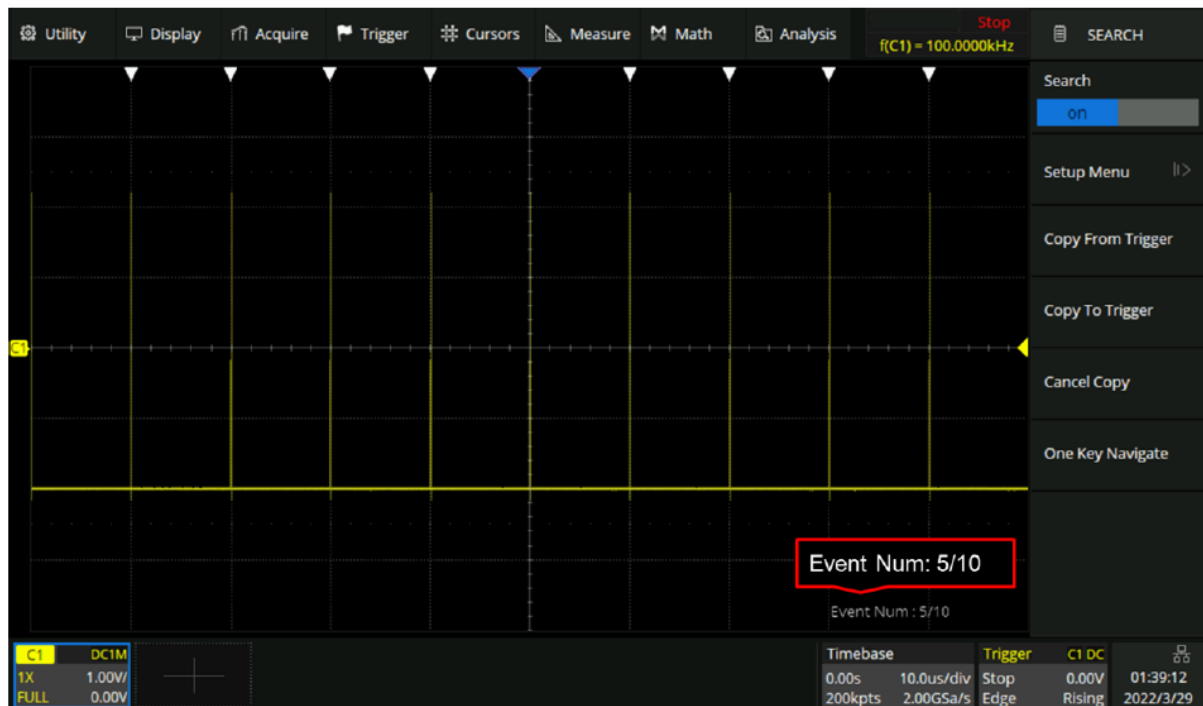 Utility Display Acquire Trigger Cursors Measure Math Analysis
Stop
f(C1) = 100.0000kHz
SEARCH
Search
on
Setup Menu
Copy From Trigger
Copy To Trigger
Cancel Copy
One Key Navigate
C1
Event Num: 5/10
Event Num : 5/10
C1 DC1M
1X 1.00V/
FULL 0.00V
Timebase
0.00s 10.0us/div
200kpts 2.00GSa/s
Trigger C1 DC
Stop 0.00V
Edge Rising
01:39:12
2022/3/29